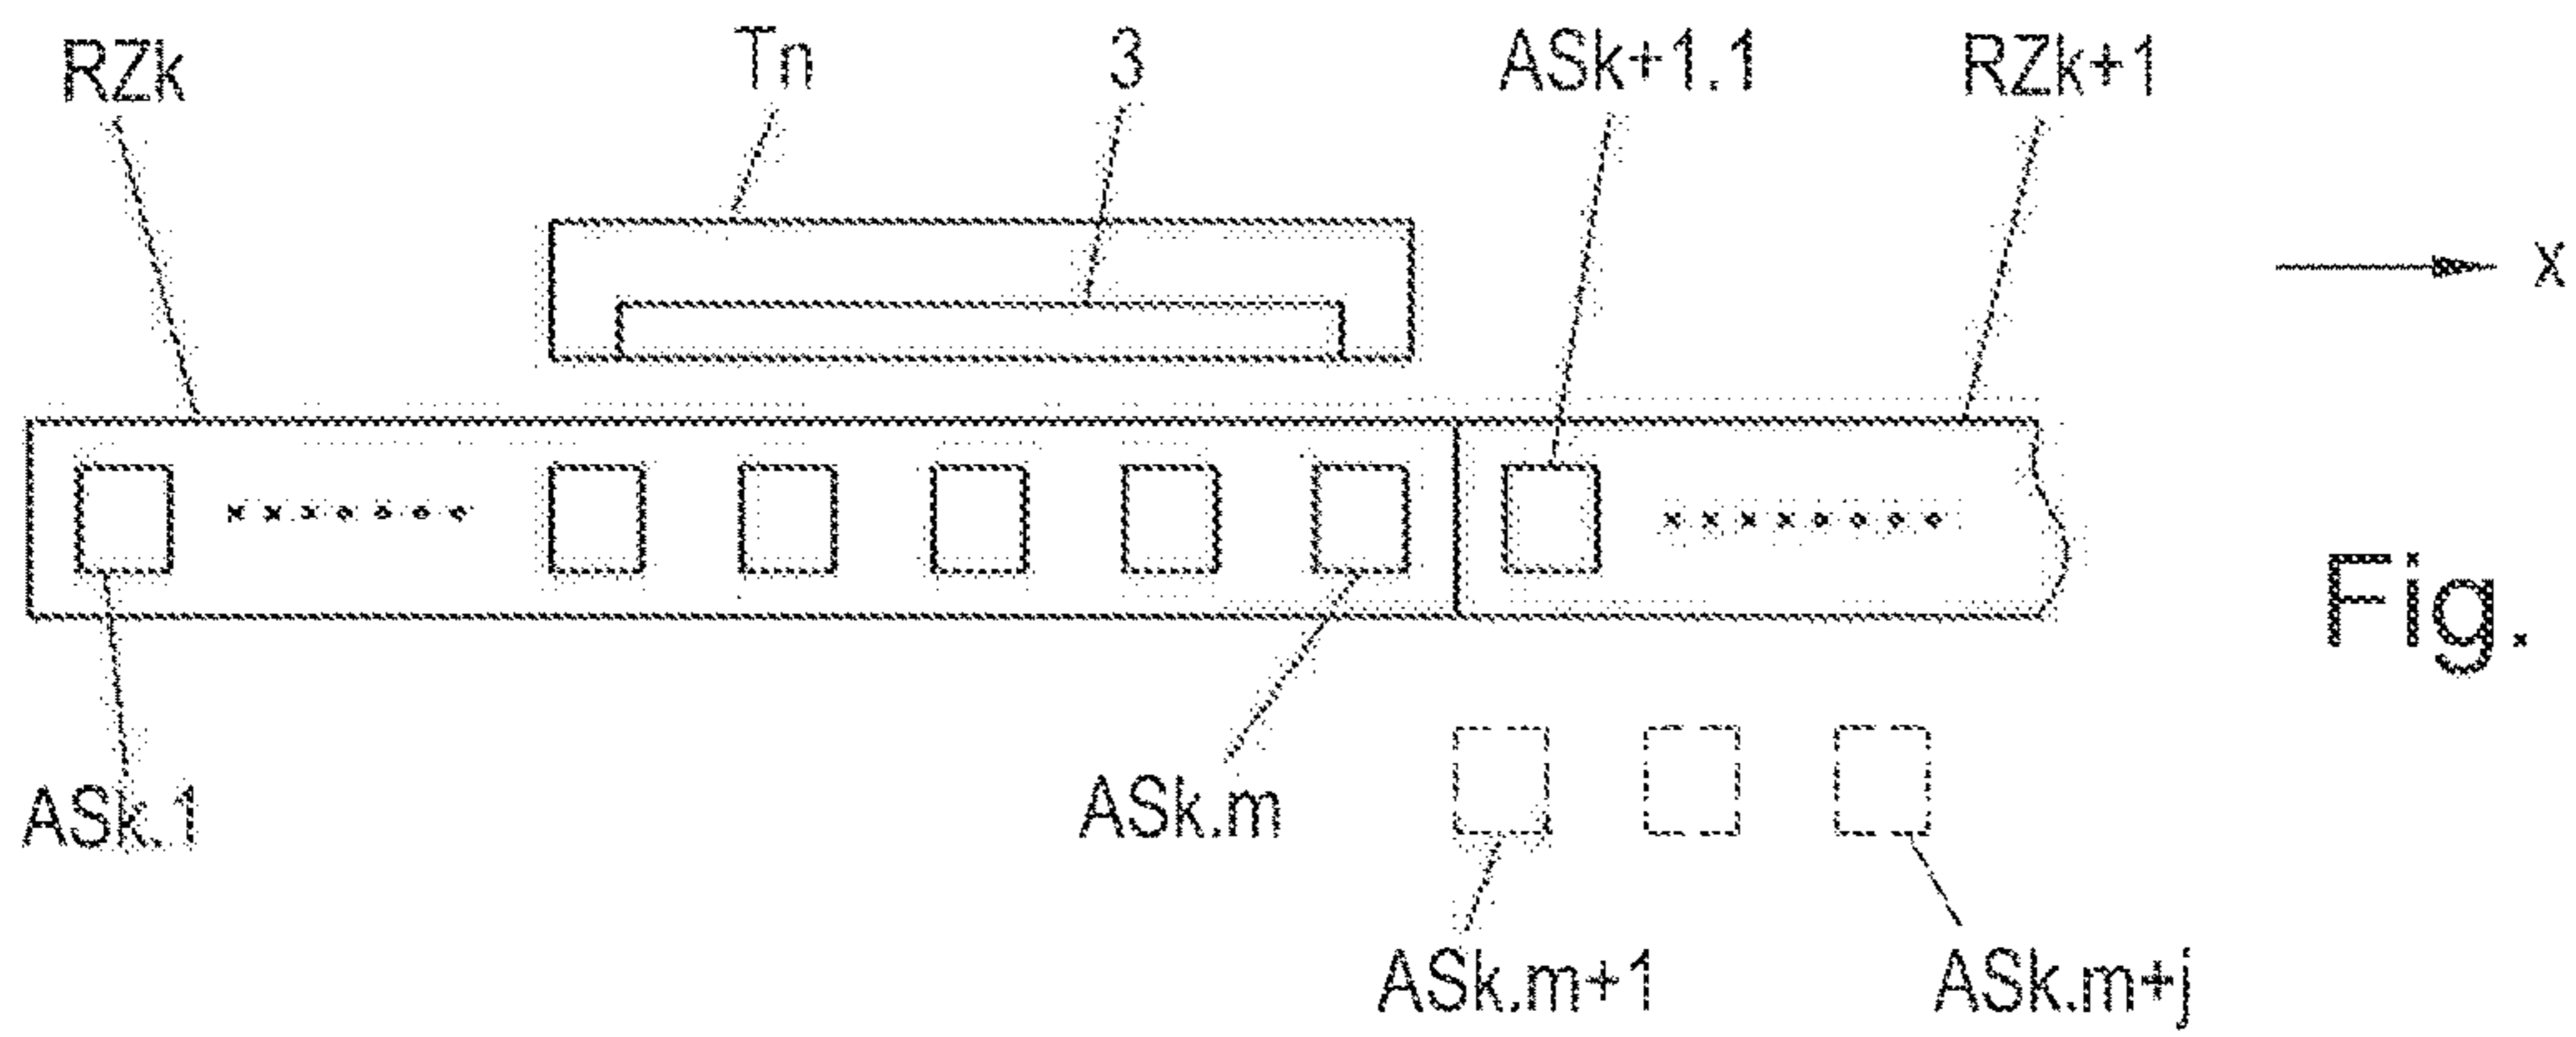 RZk Tn 3 ASk+1.1 RZk+1
x
Fig.
ASk.1 ASk.m
ASk.m+1 ASk.m+j